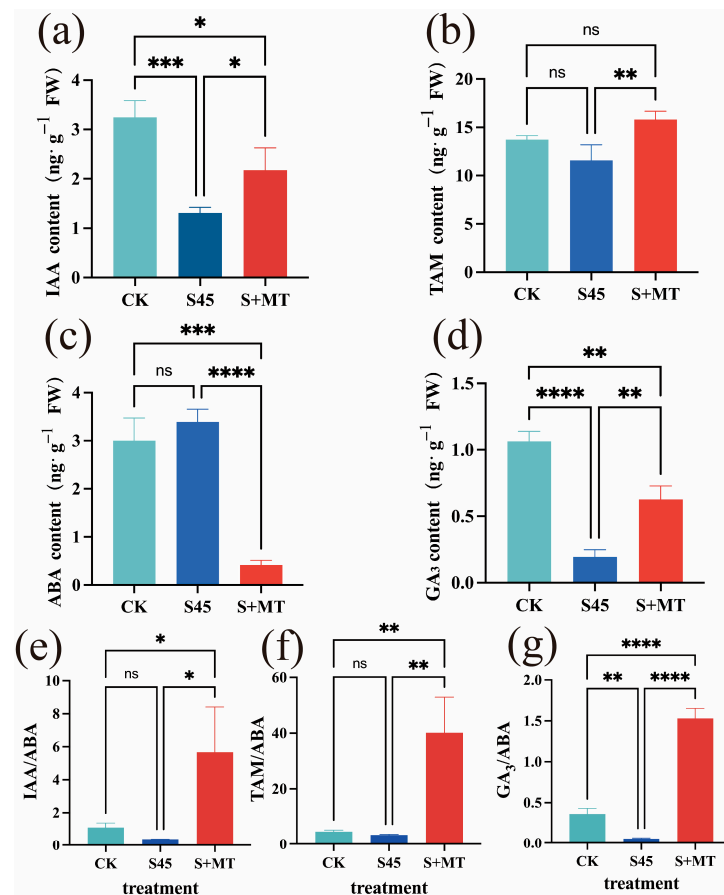 (a)
IAA content (ng· g⁻¹ FW)
*
***
*
4
3
2
1
0
CK S45 S+MT
(b)
TAM content (ng· g⁻¹ FW)
ns
ns
**
20
15
10
5
0
CK S45 S+MT
(c)
ABA content (ng· g⁻¹ FW)
***
ns
****
4
3
2
1
0
CK S45 S+MT
(d)
GA₃ content (ng· g⁻¹ FW)
**
****
**
1.5
1.0
0.5
0.0
CK S45 S+MT
(e)
IAA/ABA
*
ns
*
10
8
6
4
2
0
CK S45 S+MT
treatment
(f)
TAM/ABA
**
ns
**
60
40
20
0
CK S45 S+MT
treatment
(g)
GA₃/ABA
****
**
****
2.0
1.5
1.0
0.5
0.0
CK S45 S+MT
treatment